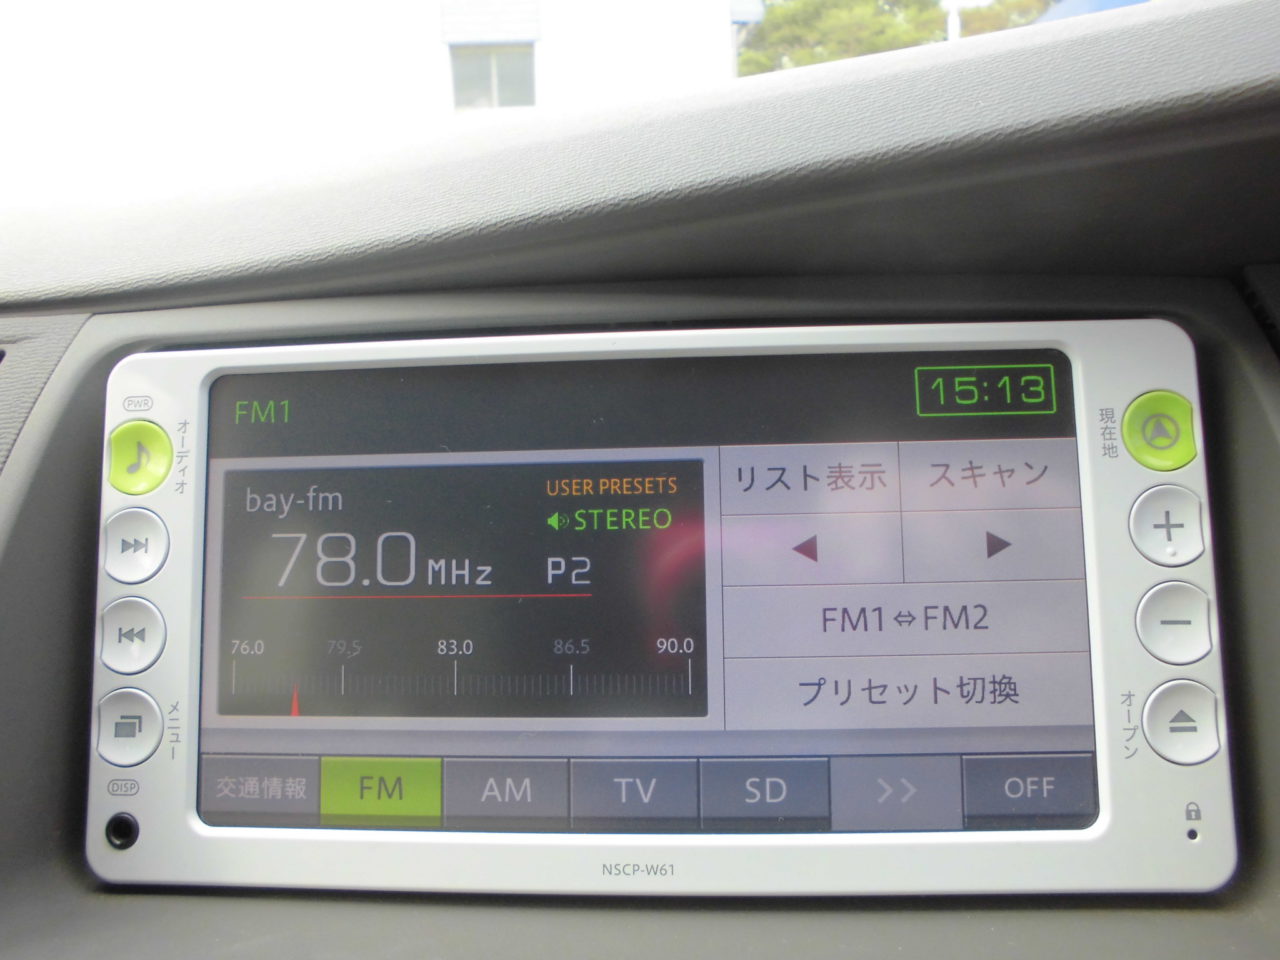 PWR
オーディオ
メニュー
DISP
FM1
15:13
bay-fm
USER PRESETS
STEREO
78.0 MHz P2
76.0 79.5 83.0 86.5 90.0
リスト表示 スキャン
FM1⇔FM2
プリセット切換
交通情報 FM AM TV SD >> OFF
現在地
オープン
NSCP-W61